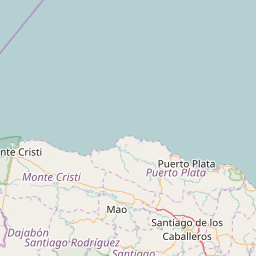 nte Cristi
Puerto Plata
Monte Cristi
Puerto Plata
Mao
Santiago de los
Caballeros
Dajabón
Santiago Rodríguez
Santiago